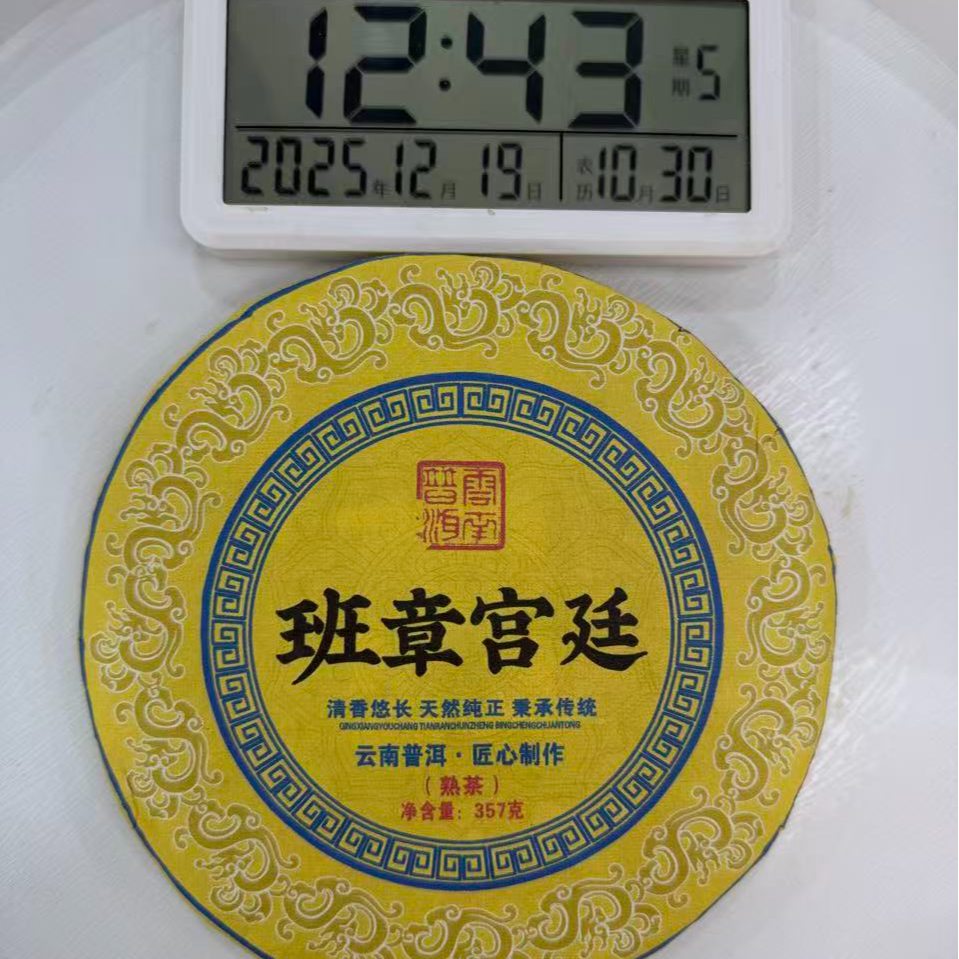 12:43 星期5
2025年12月19日 农历10月30日
云南
普洱
班章宫廷
清香悠长 天然纯正 秉承传统
QINGXIANGYOUCHANG TIANRANCHUNZHENG BINGCHENGCHUANTONG
云南普洱·匠心制作
(熟茶)
净含量：357克